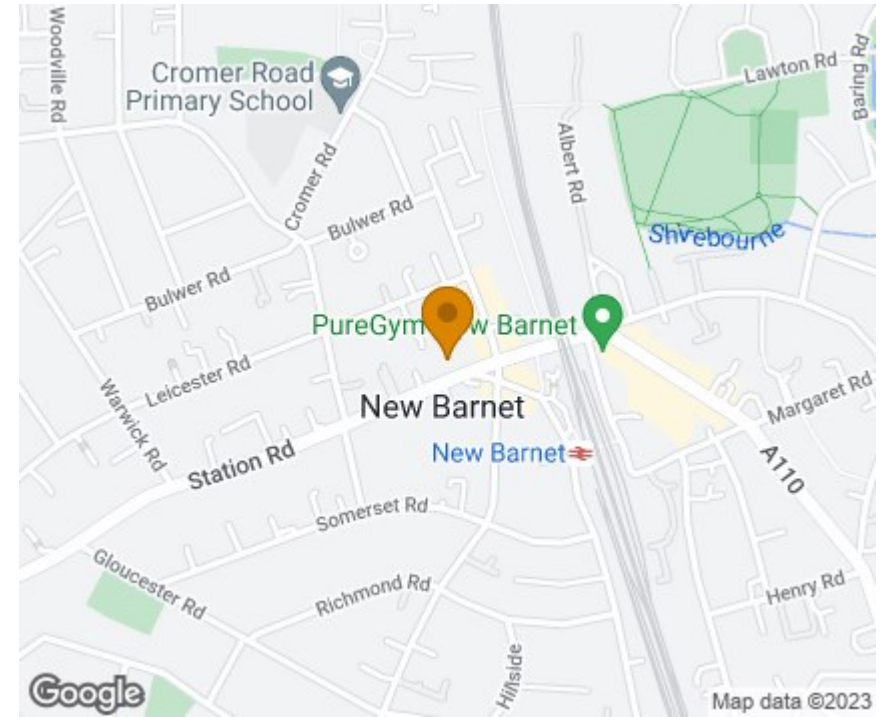 Woodville Rd
Cromer Road
Primary School
Lawton Rd
Baring Rd
Albert Rd
Cromer Rd
Bulwer Rd
Shirebourne
Bulwer Rd
PureGym New Barnet
Leicester Rd
Warwick Rd
New Barnet
Margaret Rd
Station Rd
New Barnet
A110
Somerset Rd
Gloucester Rd
Richmond Rd
Henry Rd
Hillside
Google
Map data ©2023